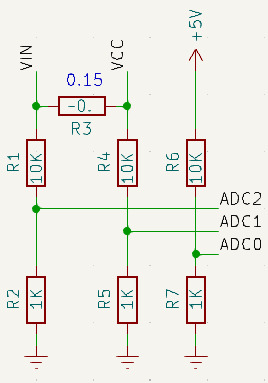 +5V
VIN
VCC
0.15
-0.
R3
R1
10K
R4
10K
R6
10K
ADC2
ADC1
ADC0
R2
1K
R5
1K
R7
1K